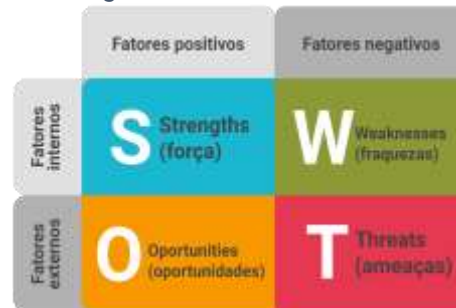 Fatores positivos
Fatores negativos
Fatores
internos
S
Strengths
(força)
W
Weaknesses
(fraquezas)
Fatores
externos
O
Oportunities
(oportunidades)
T
Threats
(ameaças)